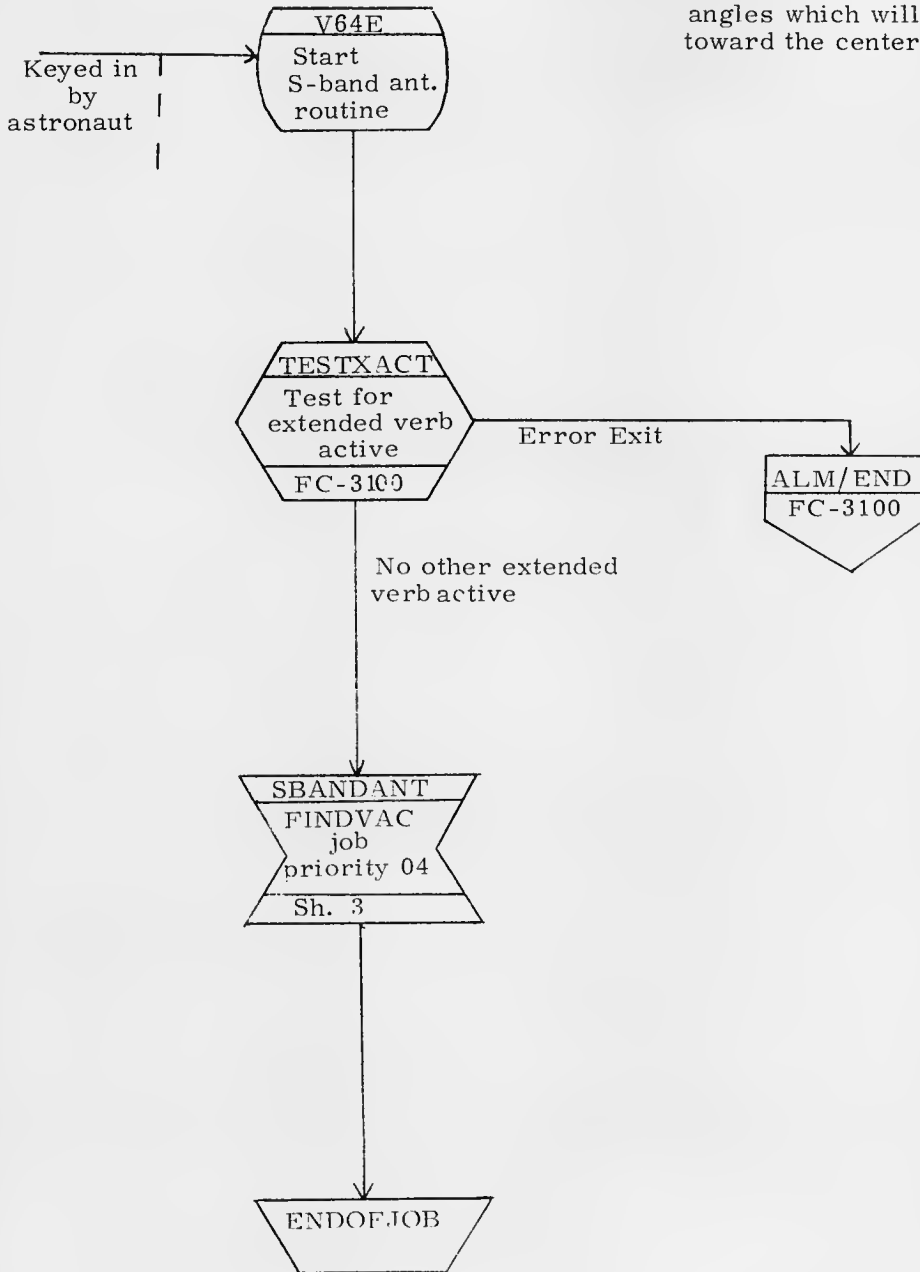 V64E
angles which will
toward the center
Keyed in
by
astronaut
Start
S-band ant.
routine
TESTXACT
Test for
extended verb
active
FC-3100
Error Exit
ALM/END
FC-3100
No other extended
verb active
SBANDANT
FINDVAC
job
priority 04
Sh. 3
ENDOFJOB